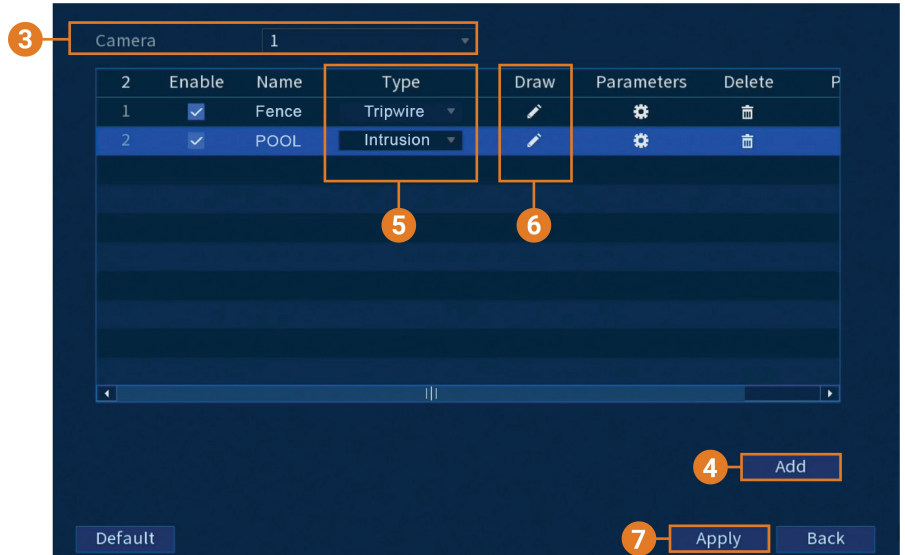 3 Camera 1
2 Enable Name Type Draw Parameters Delete P
1 Fence Tripwire
2 POOL Intrusion
5 6
4 Add
Default 7 Apply Back